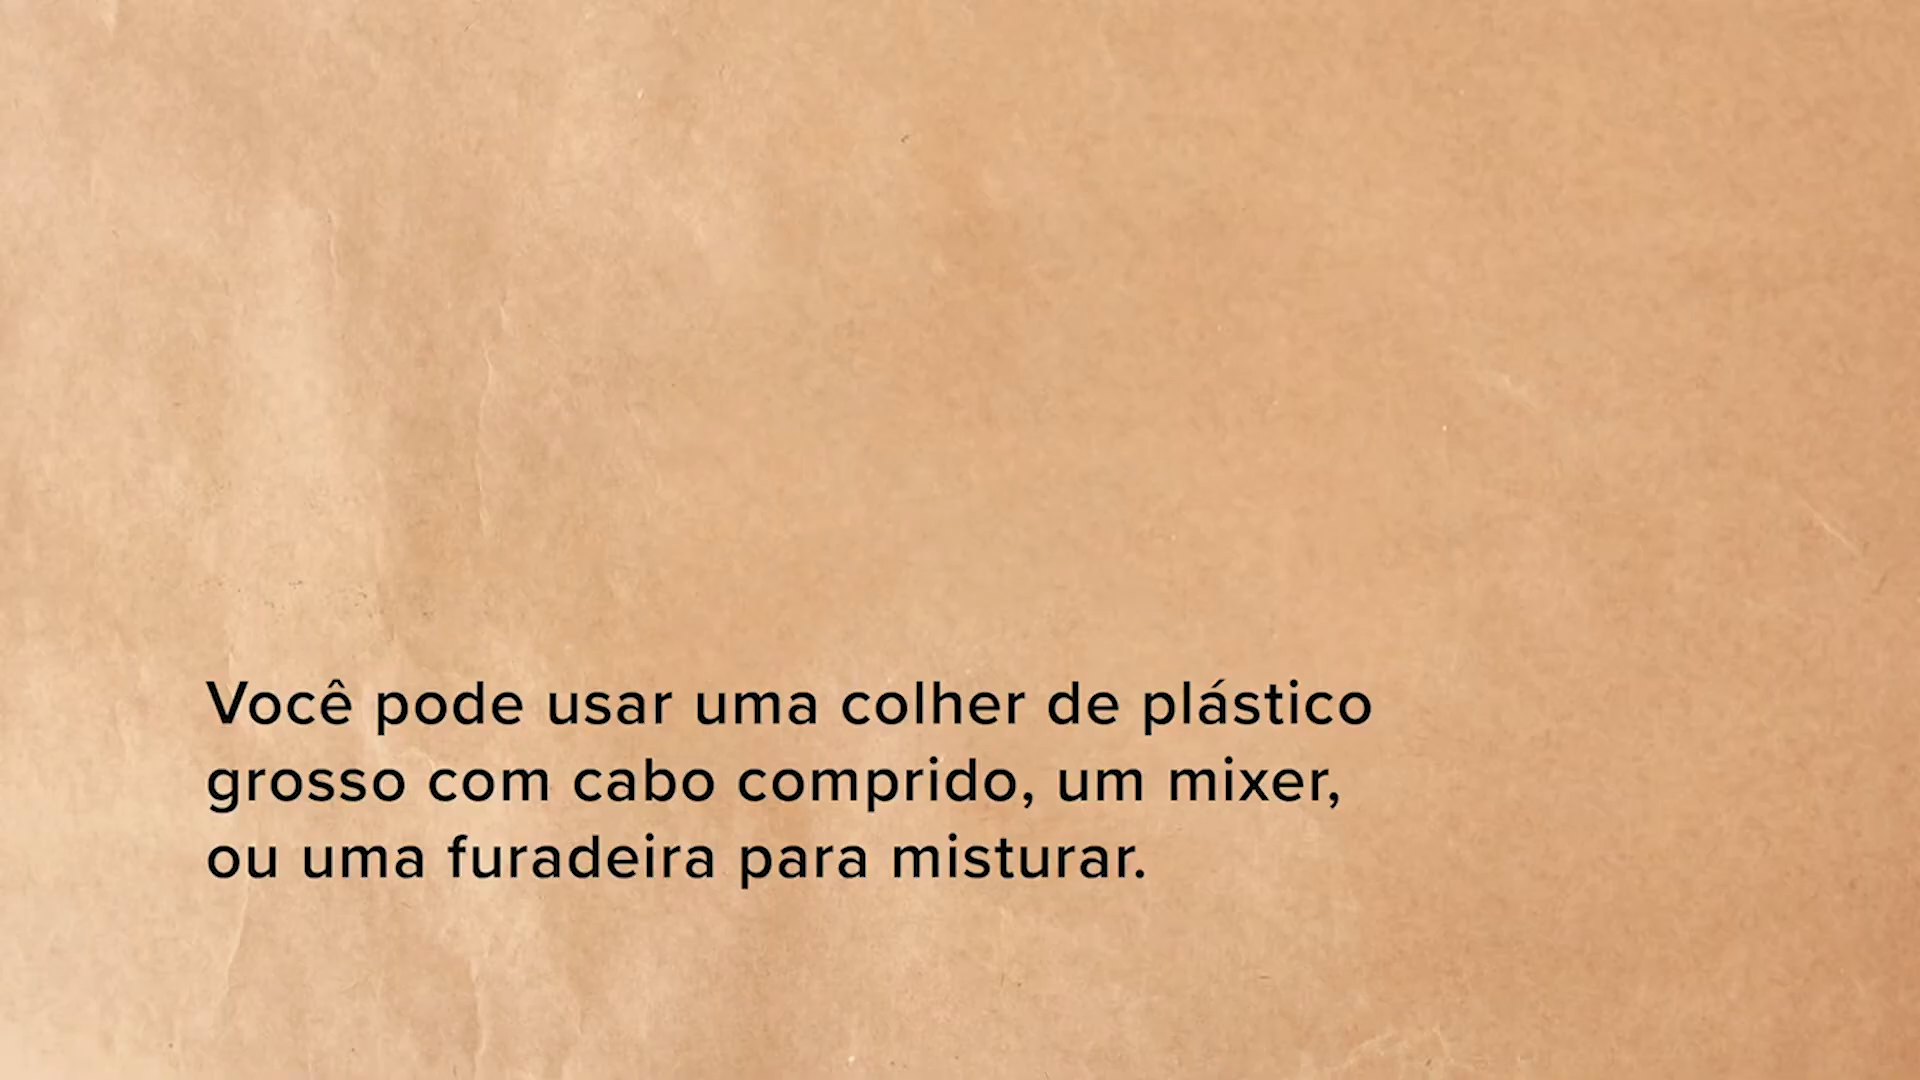 Você pode usar uma colher de plástico
grosso com cabo comprido, um mixer,
ou uma furadeira para misturar.